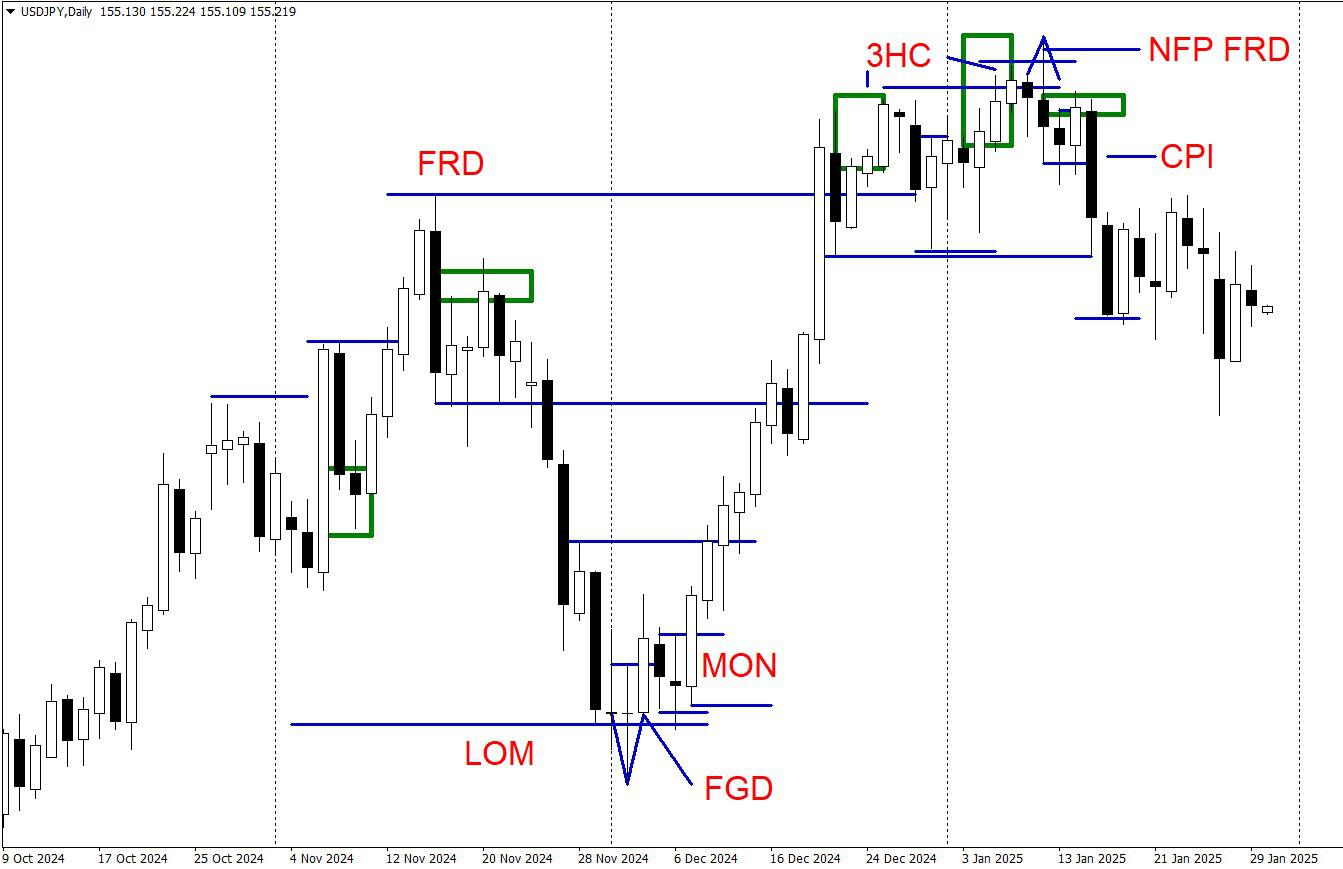 USDJPY,Daily 155.130 155.224 155.109 155.219
3HC
NFP FRD
FRD
CPI
MON
LOM
FGD
9 Oct 2024 17 Oct 2024 25 Oct 2024 4 Nov 2024 12 Nov 2024 20 Nov 2024 28 Nov 2024 6 Dec 2024 16 Dec 2024 24 Dec 2024 3 Jan 2025 13 Jan 2025 21 Jan 2025 29 Jan 2025